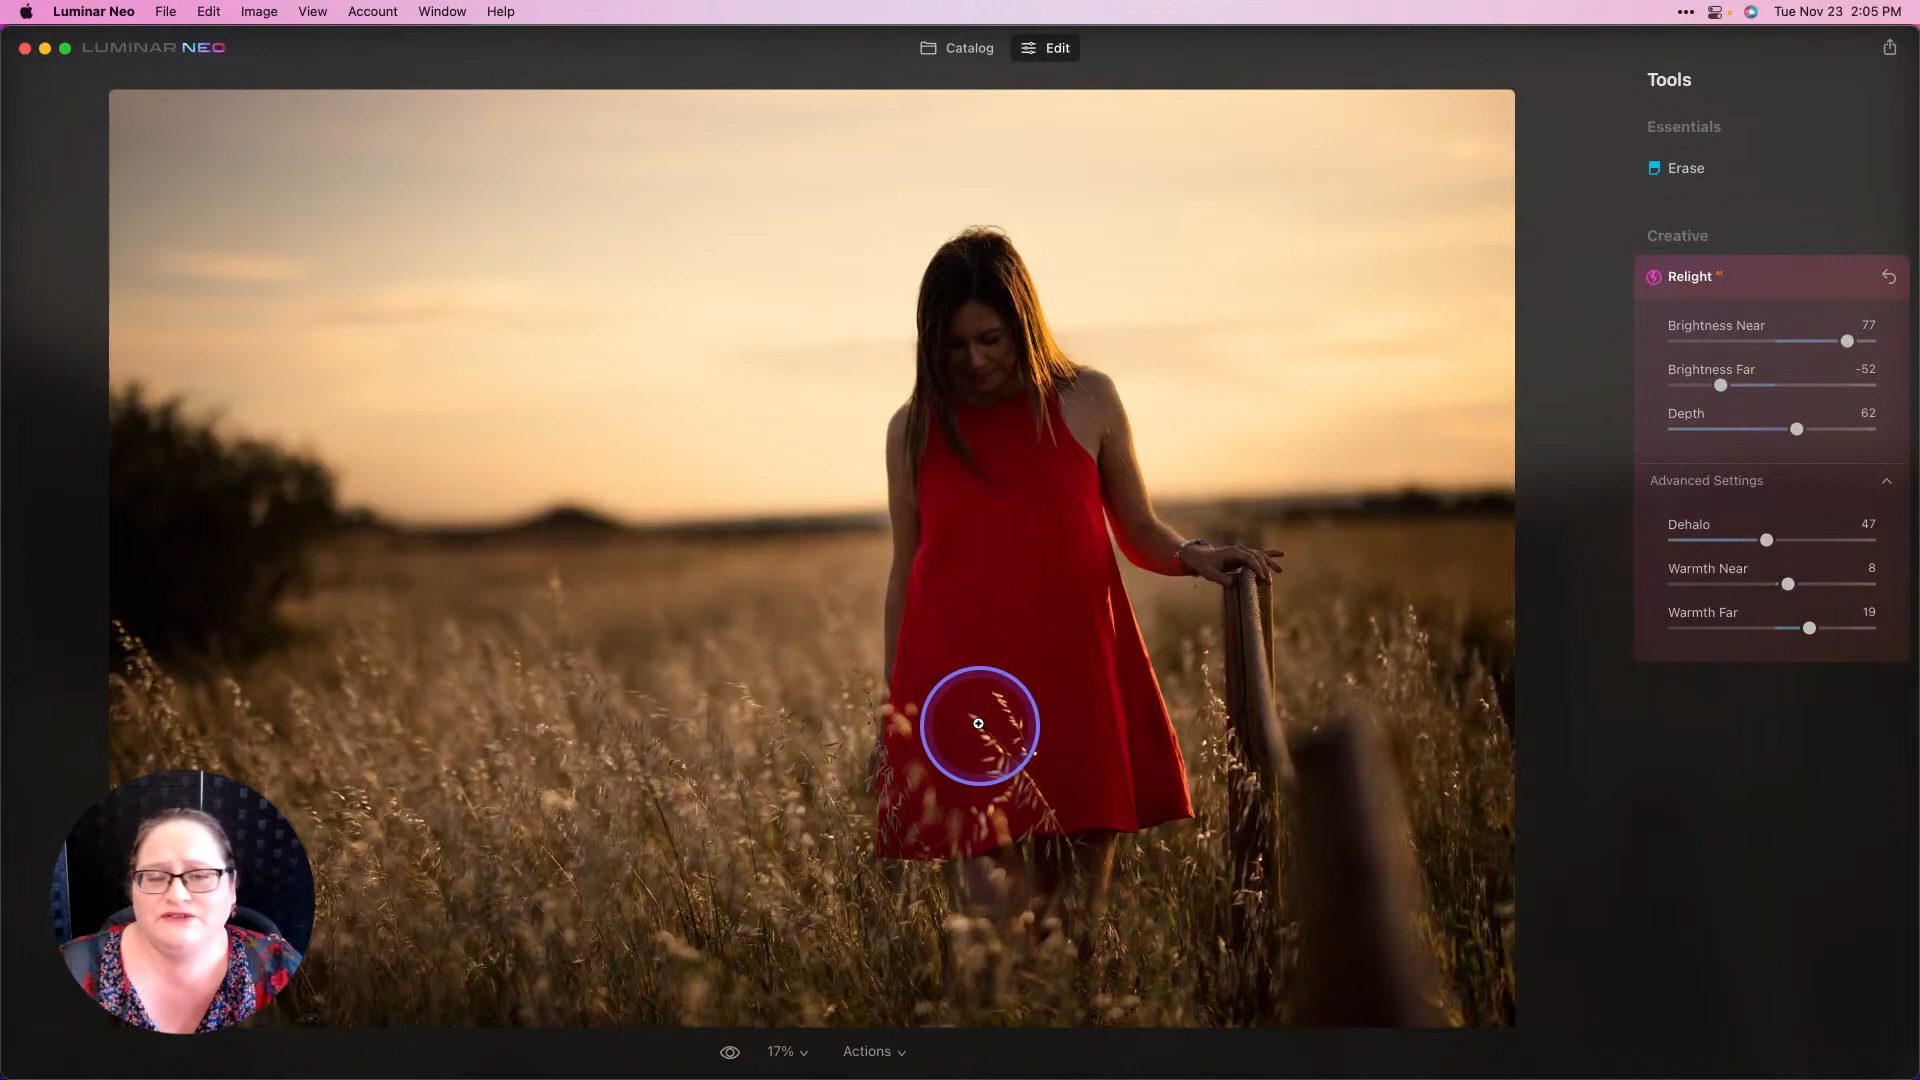 Luminar Neo File Edit Image View Account Window Help Tue Nov 23 2:05 PM
LUMINAR NEO Catalog Edit
Tools
Essentials
Erase
Creative
Relight AI
Brightness Near 77
Brightness Far -52
Depth 62
Advanced Settings
Dehalo 47
Warmth Near 8
Warmth Far 19
17% Actions